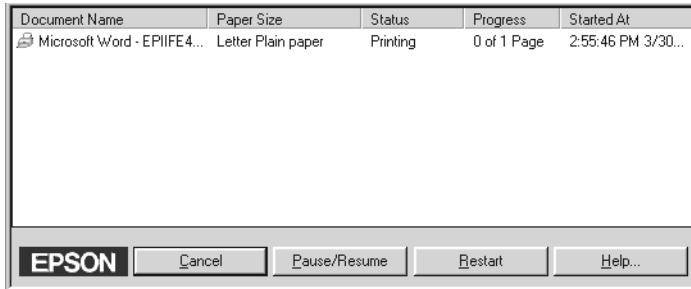 Document Name Paper Size Status Progress Started At
Microsoft Word - EPIIFE4... Letter Plain paper Printing 0 of 1 Page 2:55:46 PM 3/30...
EPSON Cancel Pause/Resume Restart Help...